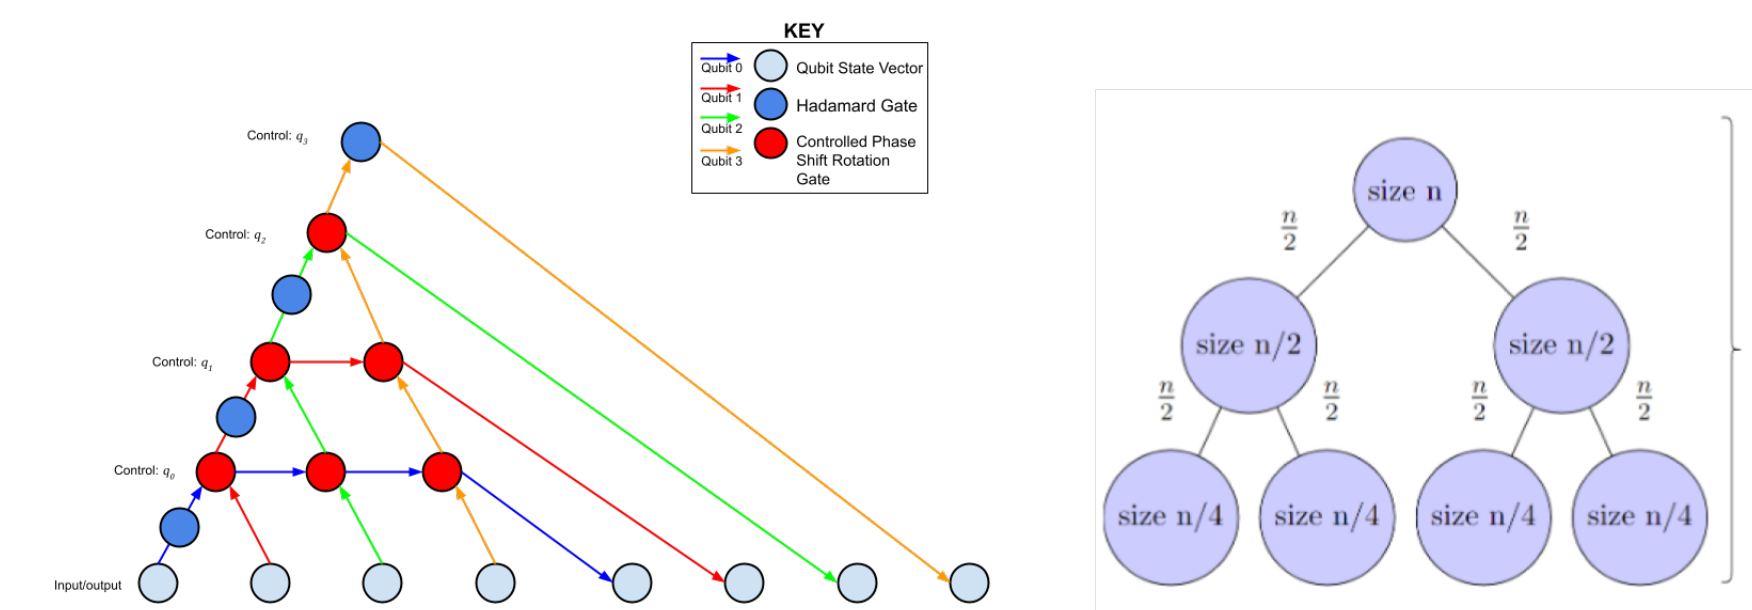 KEY
Qubit 0
Qubit State Vector
Qubit 1
Hadamard Gate
Qubit 2
Controlled Phase
Shift Rotation
Gate
Qubit 3
Control: q₃
Control: q₂
Control: q₁
Control: q₀
Input/output
size n
n/2 n/2
size n/2 size n/2
n/2 n/2 n/2 n/2
size n/4 size n/4 size n/4 size n/4